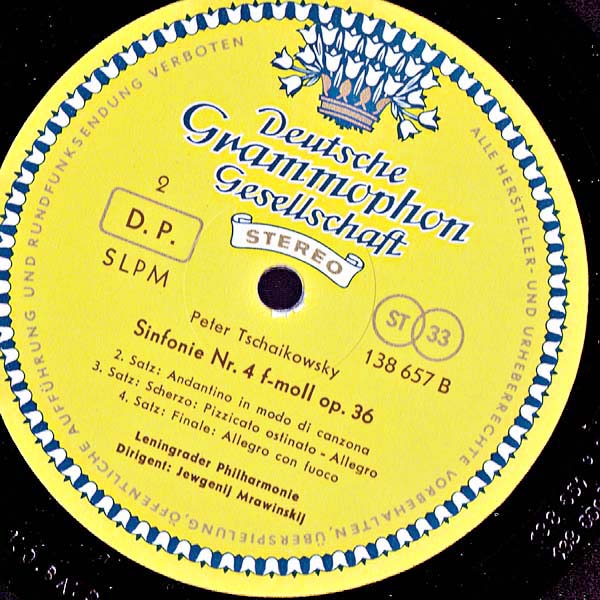 Deutsche
Grammophon
Gesellschaft
STEREO
2
D.P.
SLPM
ST 33
138 657 B
Peter Tschaikowsky
Sinfonie Nr. 4 f-moll op. 36
2. Satz: Andantino in modo di canzona
3. Satz: Scherzo: Pizzicato ostinato - Allegro
4. Satz: Finale: Allegro con fuoco
Leningrader Philharmonie
Dirigent: Jewgenij Mrawinskij
ALLE HERSTELLER- UND URHEBERRECHTE VORBEHALTEN, ÜBERSPIELUNG, ÖFFENTLICHE AUFFÜHRUNG UND RUNDFUNKSENDUNG VERBOTEN